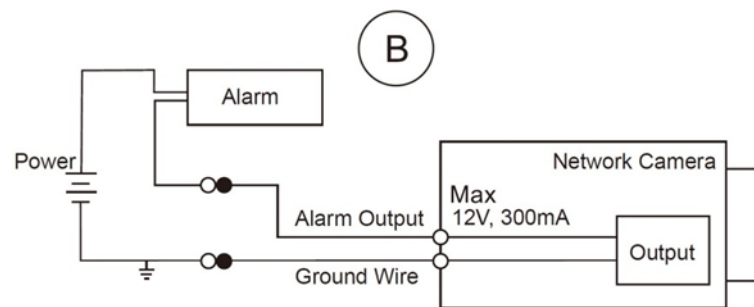 B
Alarm
Power
Network Camera
Max
12V, 300mA
Alarm Output
Output
Ground Wire